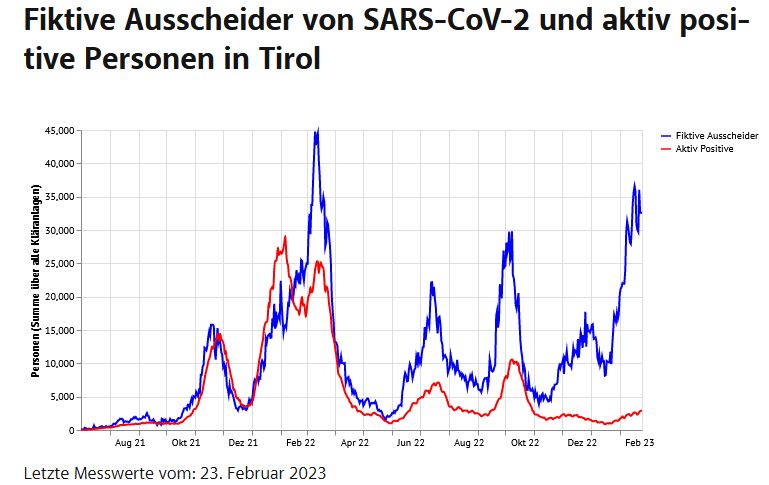 Fiktive Ausscheider von SARS-CoV-2 und aktiv posi-
tive Personen in Tirol
45,000
40,000
35,000
30,000
25,000
20,000
15,000
10,000
5,000
0
Personen (Summe über alle Kläranlagen)
Aug 21 Okt 21 Dez 21 Feb 22 Apr 22 Jun 22 Aug 22 Okt 22 Dez 22 Feb 23
Fiktive Ausscheider
Aktiv Positive
Letzte Messwerte vom: 23. Februar 2023